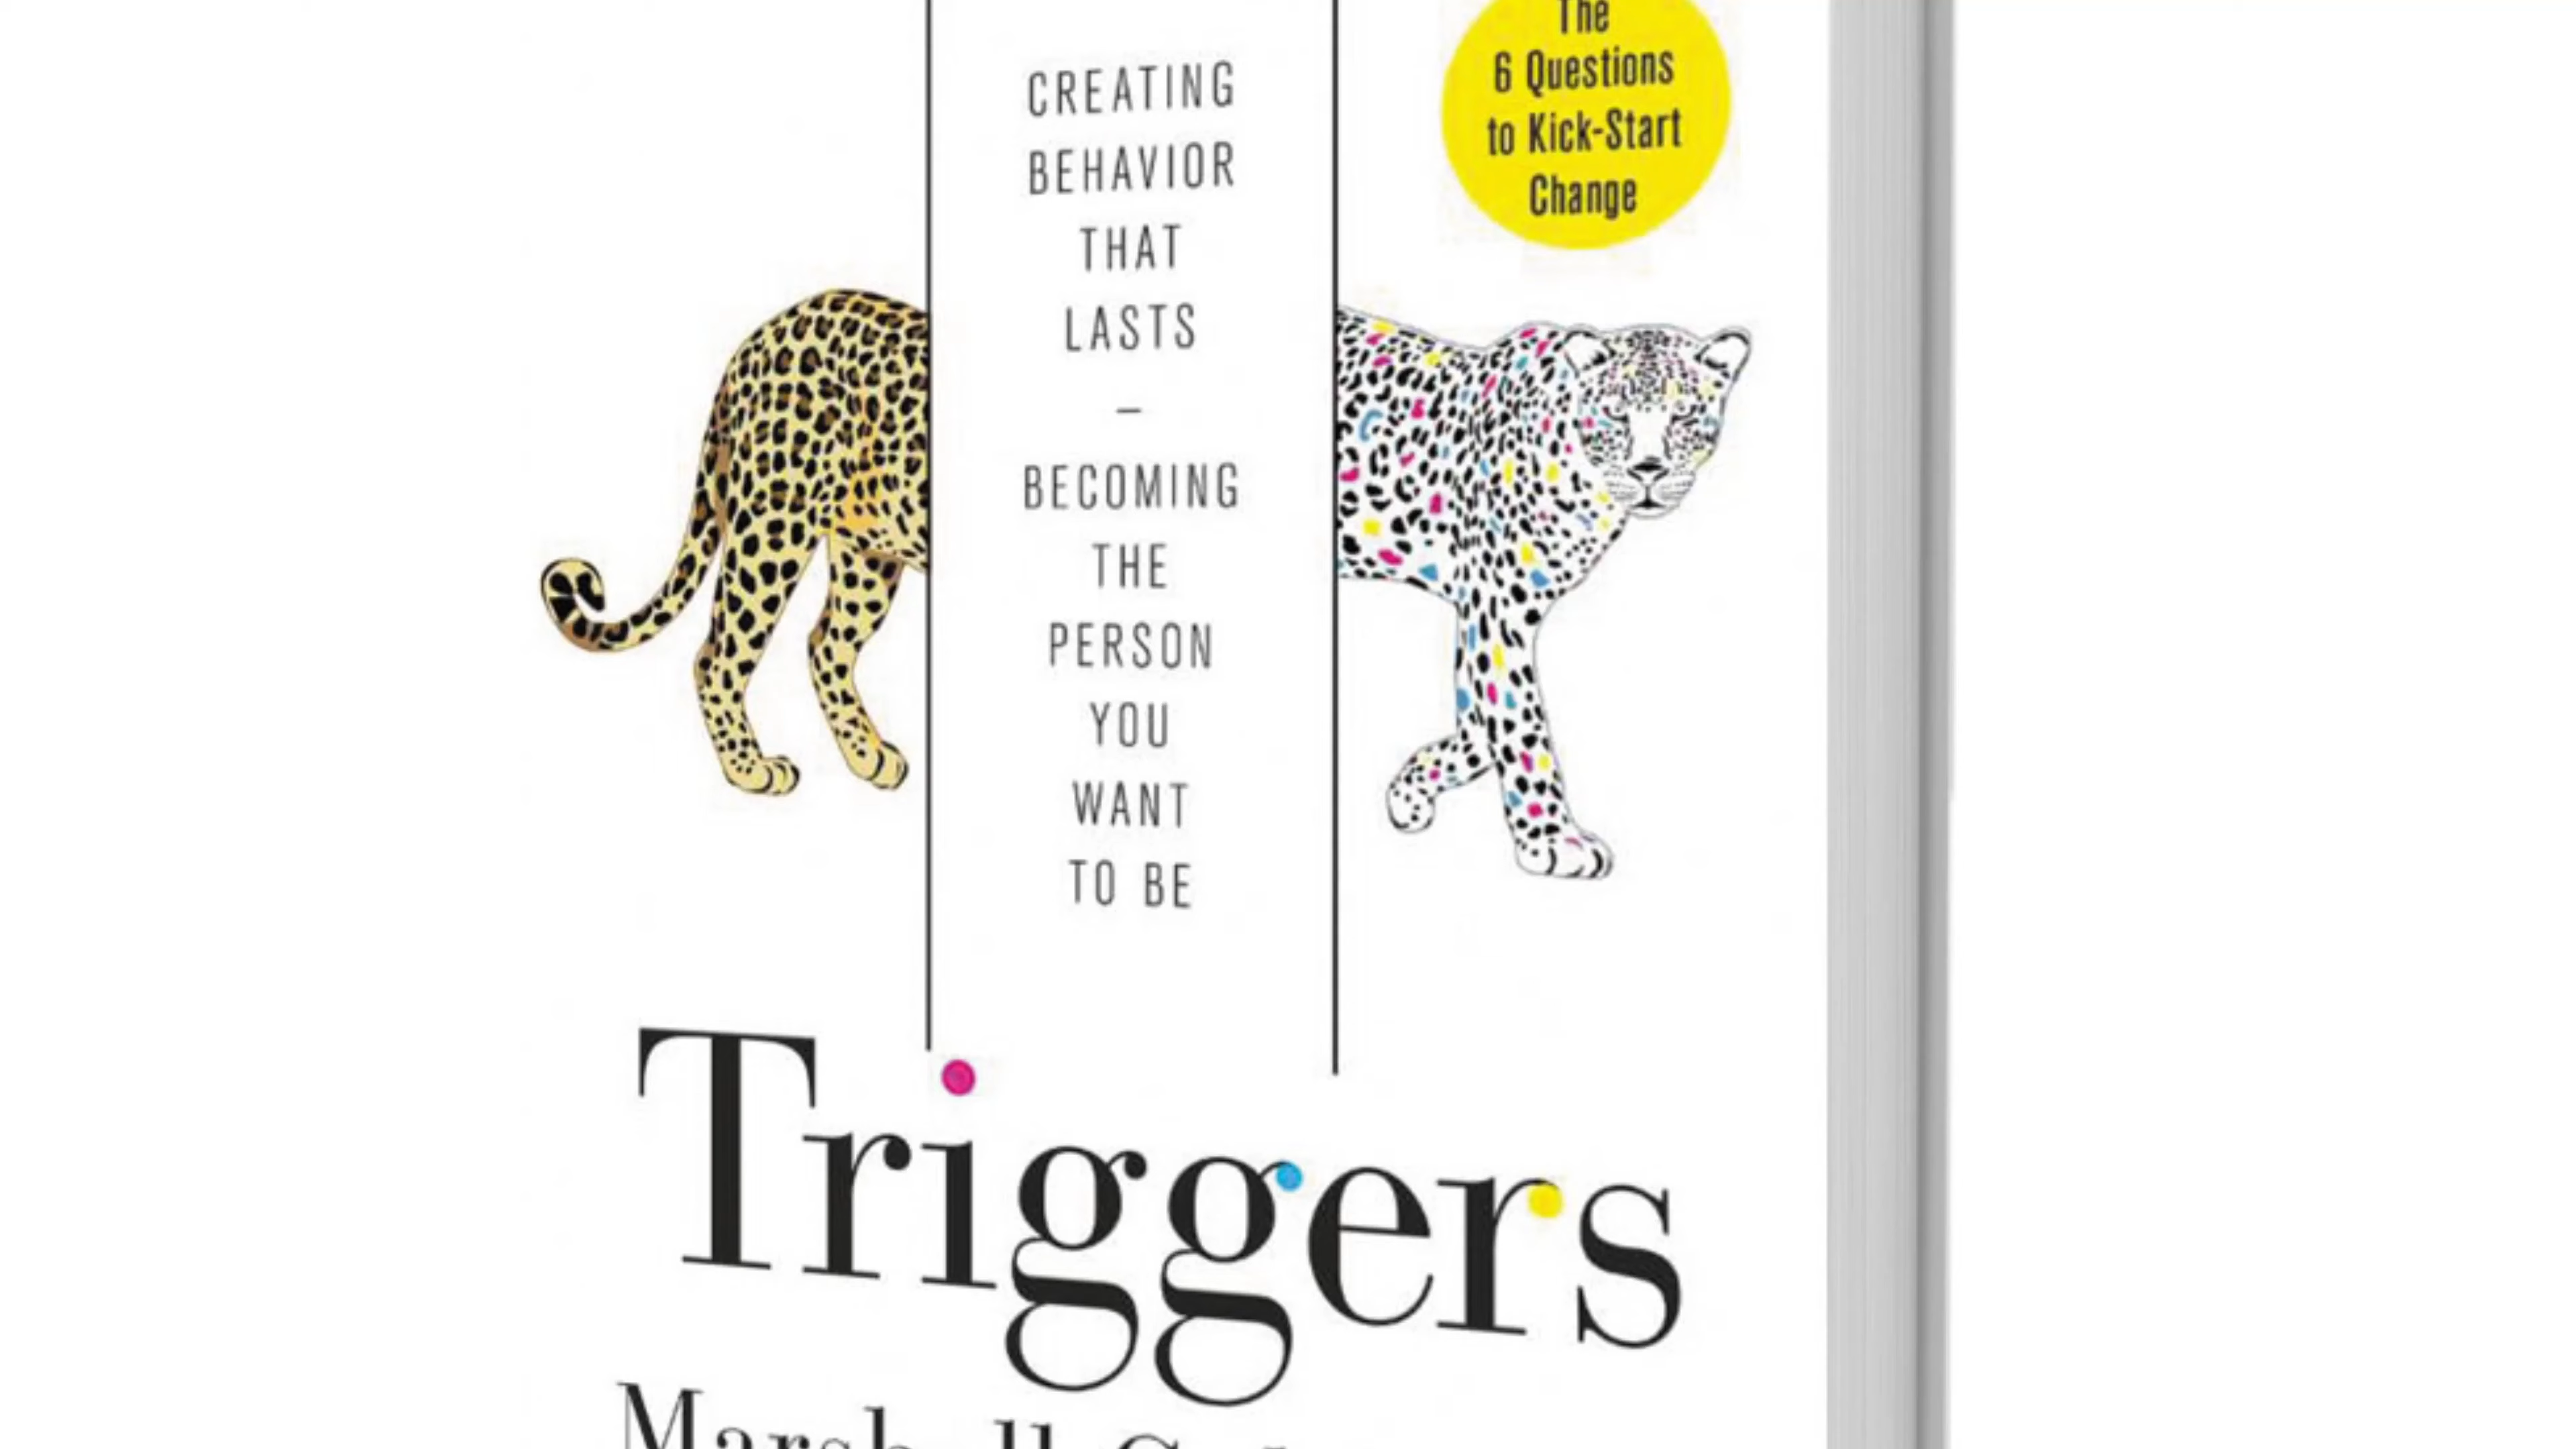 The
6 Questions
to Kick-Start
Change
CREATING
BEHAVIOR
THAT
LASTS
–
BECOMING
THE
PERSON
YOU
WANT
TO BE
Triggers
Marshall